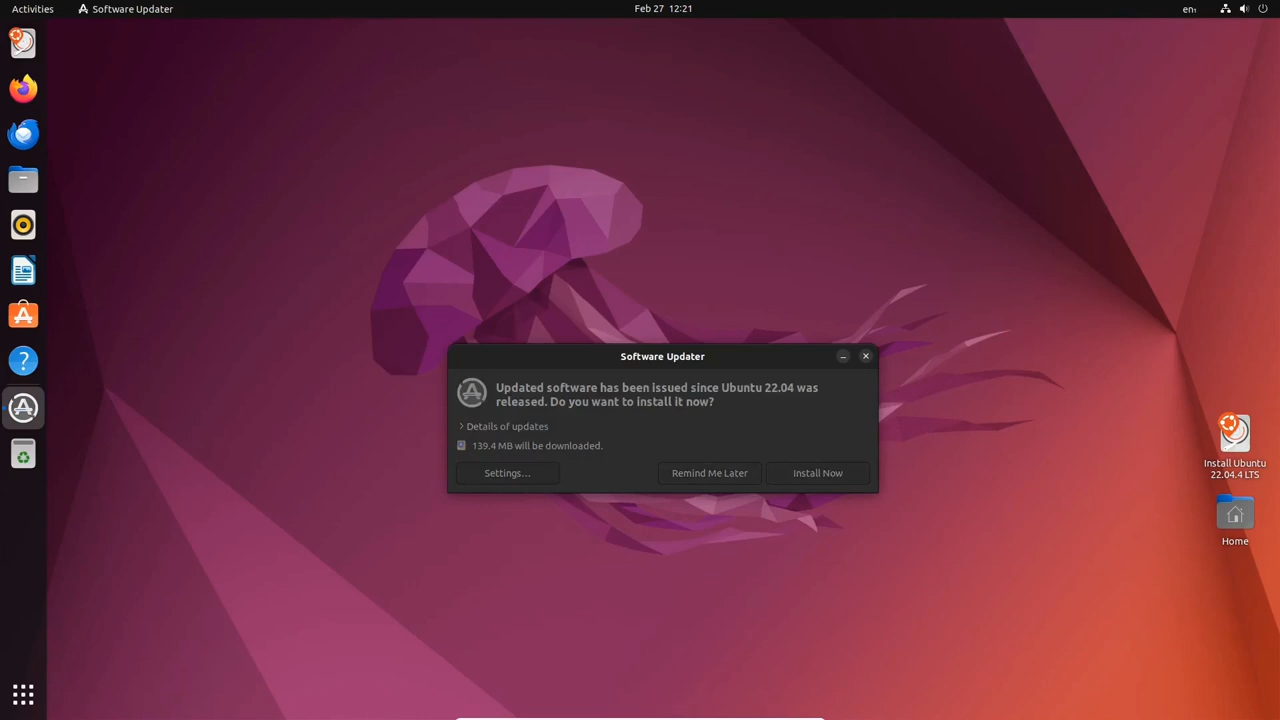 Activities
Software Updater
Feb 27 12:21
en₁
Software Updater
Updated software has been issued since Ubuntu 22.04 was
released. Do you want to install it now?
Details of updates
139.4 MB will be downloaded.
Settings…
Remind Me Later
Install Now
Install Ubuntu
22.04.4 LTS
Home